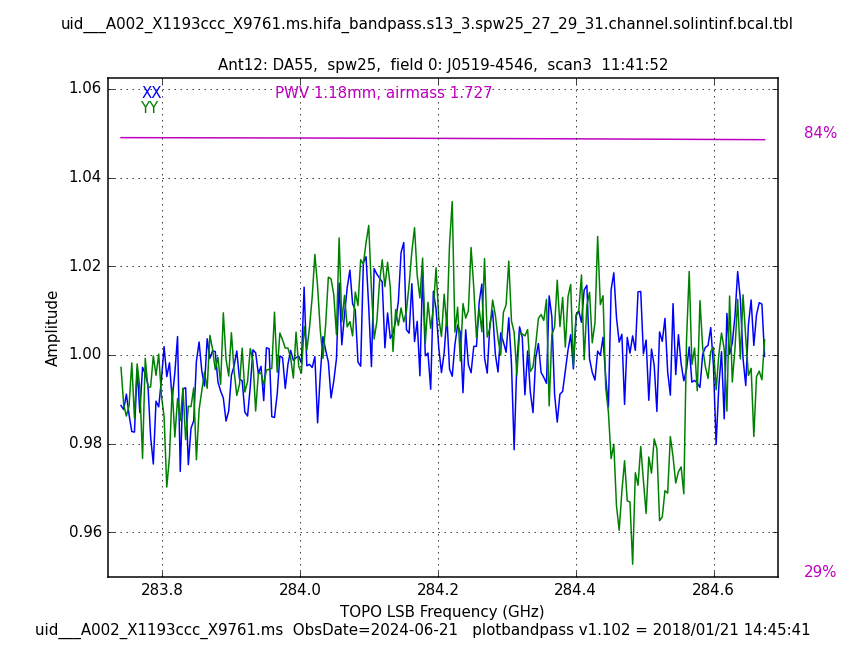 uid___A002_X1193ccc_X9761.ms.hifa_bandpass.s13_3.spw25_27_29_31.channel.solintinf.bcal.tbl
Ant12: DA55,  spw25,  field 0: J0519-4546,  scan3  11:41:52
XX
PWV 1.18mm, airmass 1.727
YY
84%
29%
1.06
1.04
1.02
1.00
0.98
0.96
Amplitude
283.8 284.0 284.2 284.4 284.6
TOPO LSB Frequency (GHz)
uid___A002_X1193ccc_X9761.ms  ObsDate=2024-06-21   plotbandpass v1.102 = 2018/01/21 14:45:41